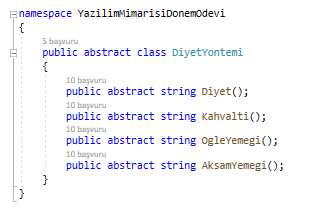 namespace YazilimMimarisiDonemOdevi
{
5 başvuru
public abstract class DiyetYontemi
{
10 başvuru
public abstract string Diyet();
10 başvuru
public abstract string Kahvalti();
10 başvuru
public abstract string OgleYemegi();
10 başvuru
public abstract string AksamYemegi();
}
}